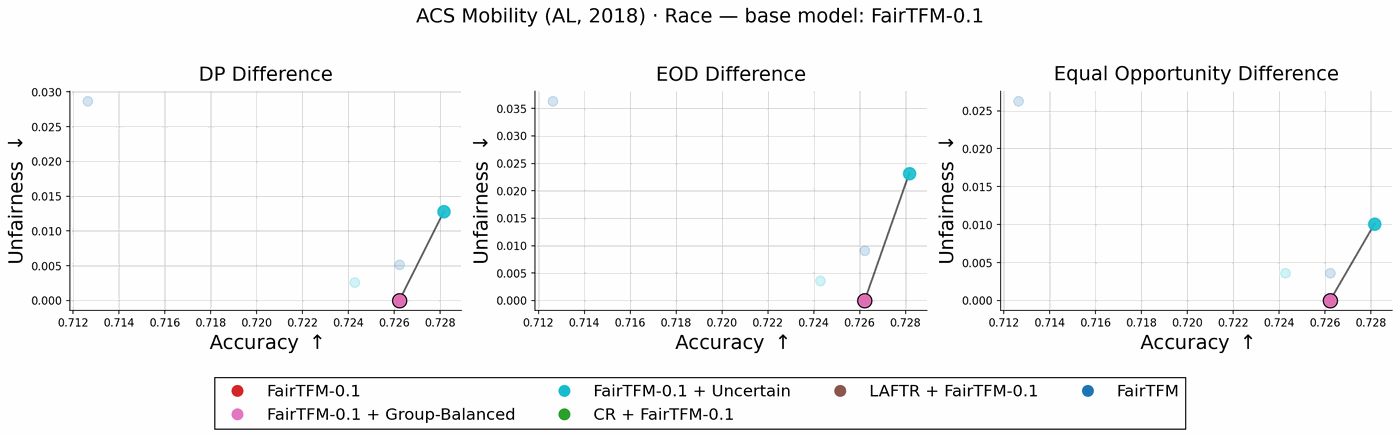 ACS Mobility (AL, 2018) · Race — base model: FairTFM-0.1
DP Difference
EOD Difference
Equal Opportunity Difference
Unfairness ↓
0.030
0.025
0.020
0.015
0.010
0.005
0.000
0.712 0.714 0.716 0.718 0.720 0.722 0.724 0.726 0.728
Accuracy ↑
Unfairness ↓
0.035
0.030
0.025
0.020
0.015
0.010
0.005
0.000
0.712 0.714 0.716 0.718 0.720 0.722 0.724 0.726 0.728
Accuracy ↑
Unfairness ↓
0.025
0.020
0.015
0.010
0.005
0.000
0.712 0.714 0.716 0.718 0.720 0.722 0.724 0.726 0.728
Accuracy ↑
FairTFM-0.1
FairTFM-0.1 + Uncertain
LAFTR + FairTFM-0.1
FairTFM
FairTFM-0.1 + Group-Balanced
CR + FairTFM-0.1